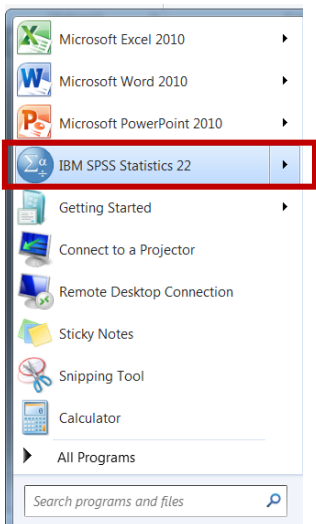 Microsoft Excel 2010
Microsoft Word 2010
Microsoft PowerPoint 2010
IBM SPSS Statistics 22
Getting Started
Connect to a Projector
Remote Desktop Connection
Sticky Notes
Snipping Tool
Calculator
All Programs
Search programs and files